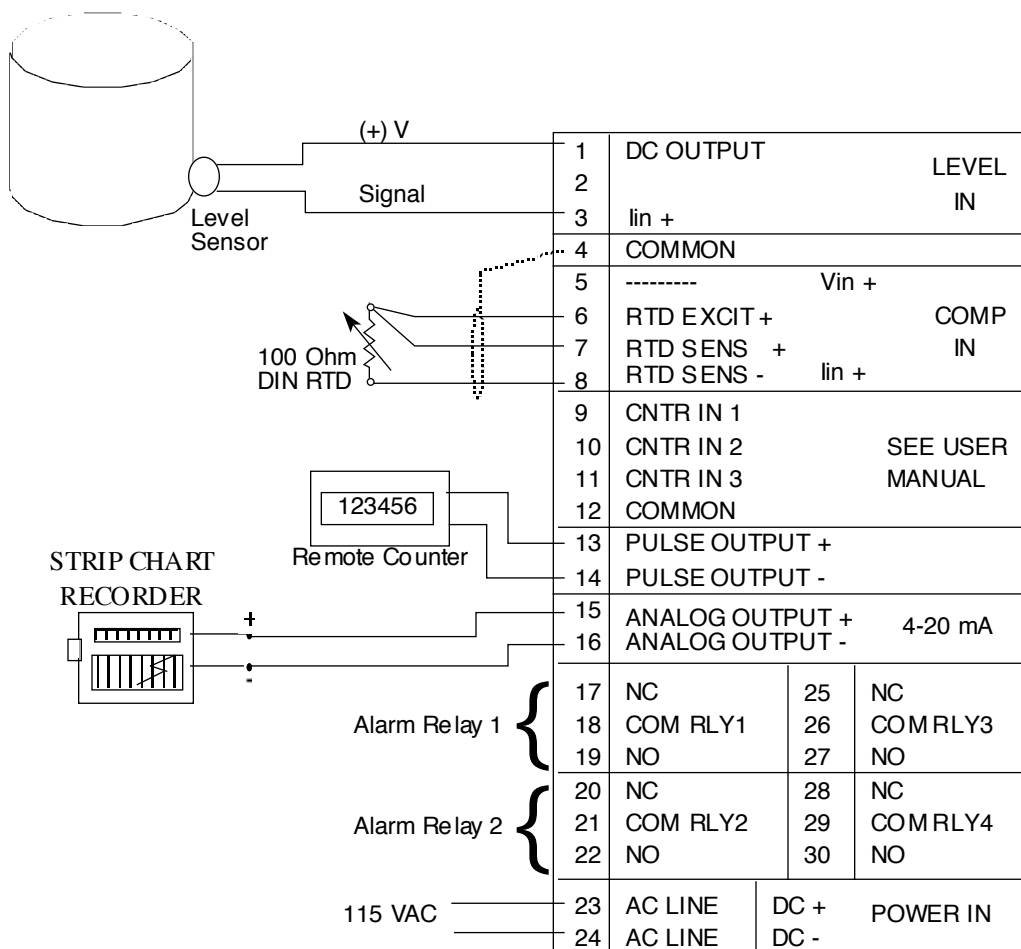 (+) V
Signal
Level
Sensor
1 DC OUTPUT
2
3 Iin +
LEVEL
IN
4 COMMON
5 --------- Vin +
6 RTD EXCIT +
7 RTD SENS +
8 RTD SENS - Iin +
COMP
IN
100 Ohm
DIN RTD
9 CNTR IN 1
10 CNTR IN 2
11 CNTR IN 3
12 COMMON
SEE USER
MANUAL
123456
Remote Counter
13 PULSE OUTPUT +
14 PULSE OUTPUT -
STRIP CHART
RECORDER
+
-
15 ANALOG OUTPUT +
16 ANALOG OUTPUT -
4-20 mA
Alarm Relay 1
17 NC 25 NC
18 COM RLY1 26 COM RLY3
19 NO 27 NO
Alarm Relay 2
20 NC 28 NC
21 COM RLY2 29 COM RLY4
22 NO 30 NO
115 VAC
23 AC LINE DC +
24 AC LINE DC -
POWER IN